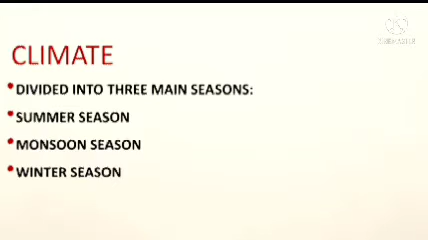 CLIMATE
DIVIDED INTO THREE MAIN SEASONS:
SUMMER SEASON
MONSOON SEASON
WINTER SEASON